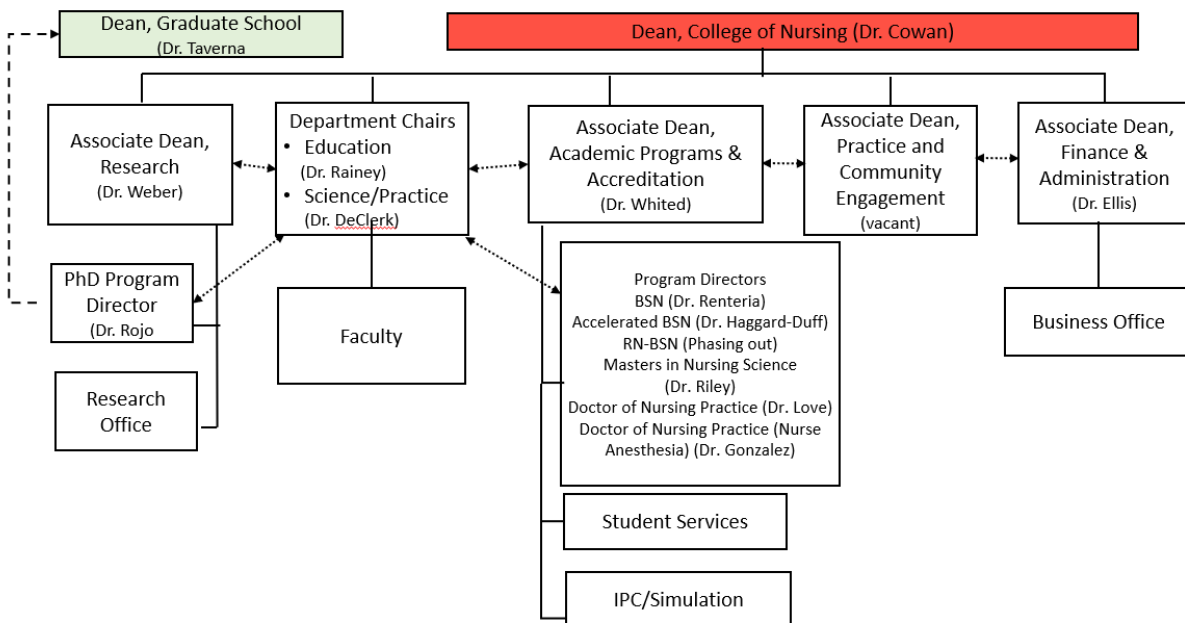 Dean, Graduate School
(Dr. Taverna
Dean, College of Nursing (Dr. Cowan)
Associate Dean,
Research
(Dr. Weber)
Department Chairs
• Education
(Dr. Rainey)
• Science/Practice
(Dr. DeClerk)
Associate Dean,
Academic Programs &
Accreditation
(Dr. Whited)
Associate Dean,
Practice and
Community
Engagement
(vacant)
Associate Dean,
Finance &
Administration
(Dr. Ellis)
PhD Program
Director
(Dr. Rojo
Research
Office
Faculty
Program Directors
BSN (Dr. Renteria)
Accelerated BSN (Dr. Haggard-Duff)
RN-BSN (Phasing out)
Masters in Nursing Science
(Dr. Riley)
Doctor of Nursing Practice (Dr. Love)
Doctor of Nursing Practice (Nurse
Anesthesia) (Dr. Gonzalez)
Student Services
IPC/Simulation
Business Office